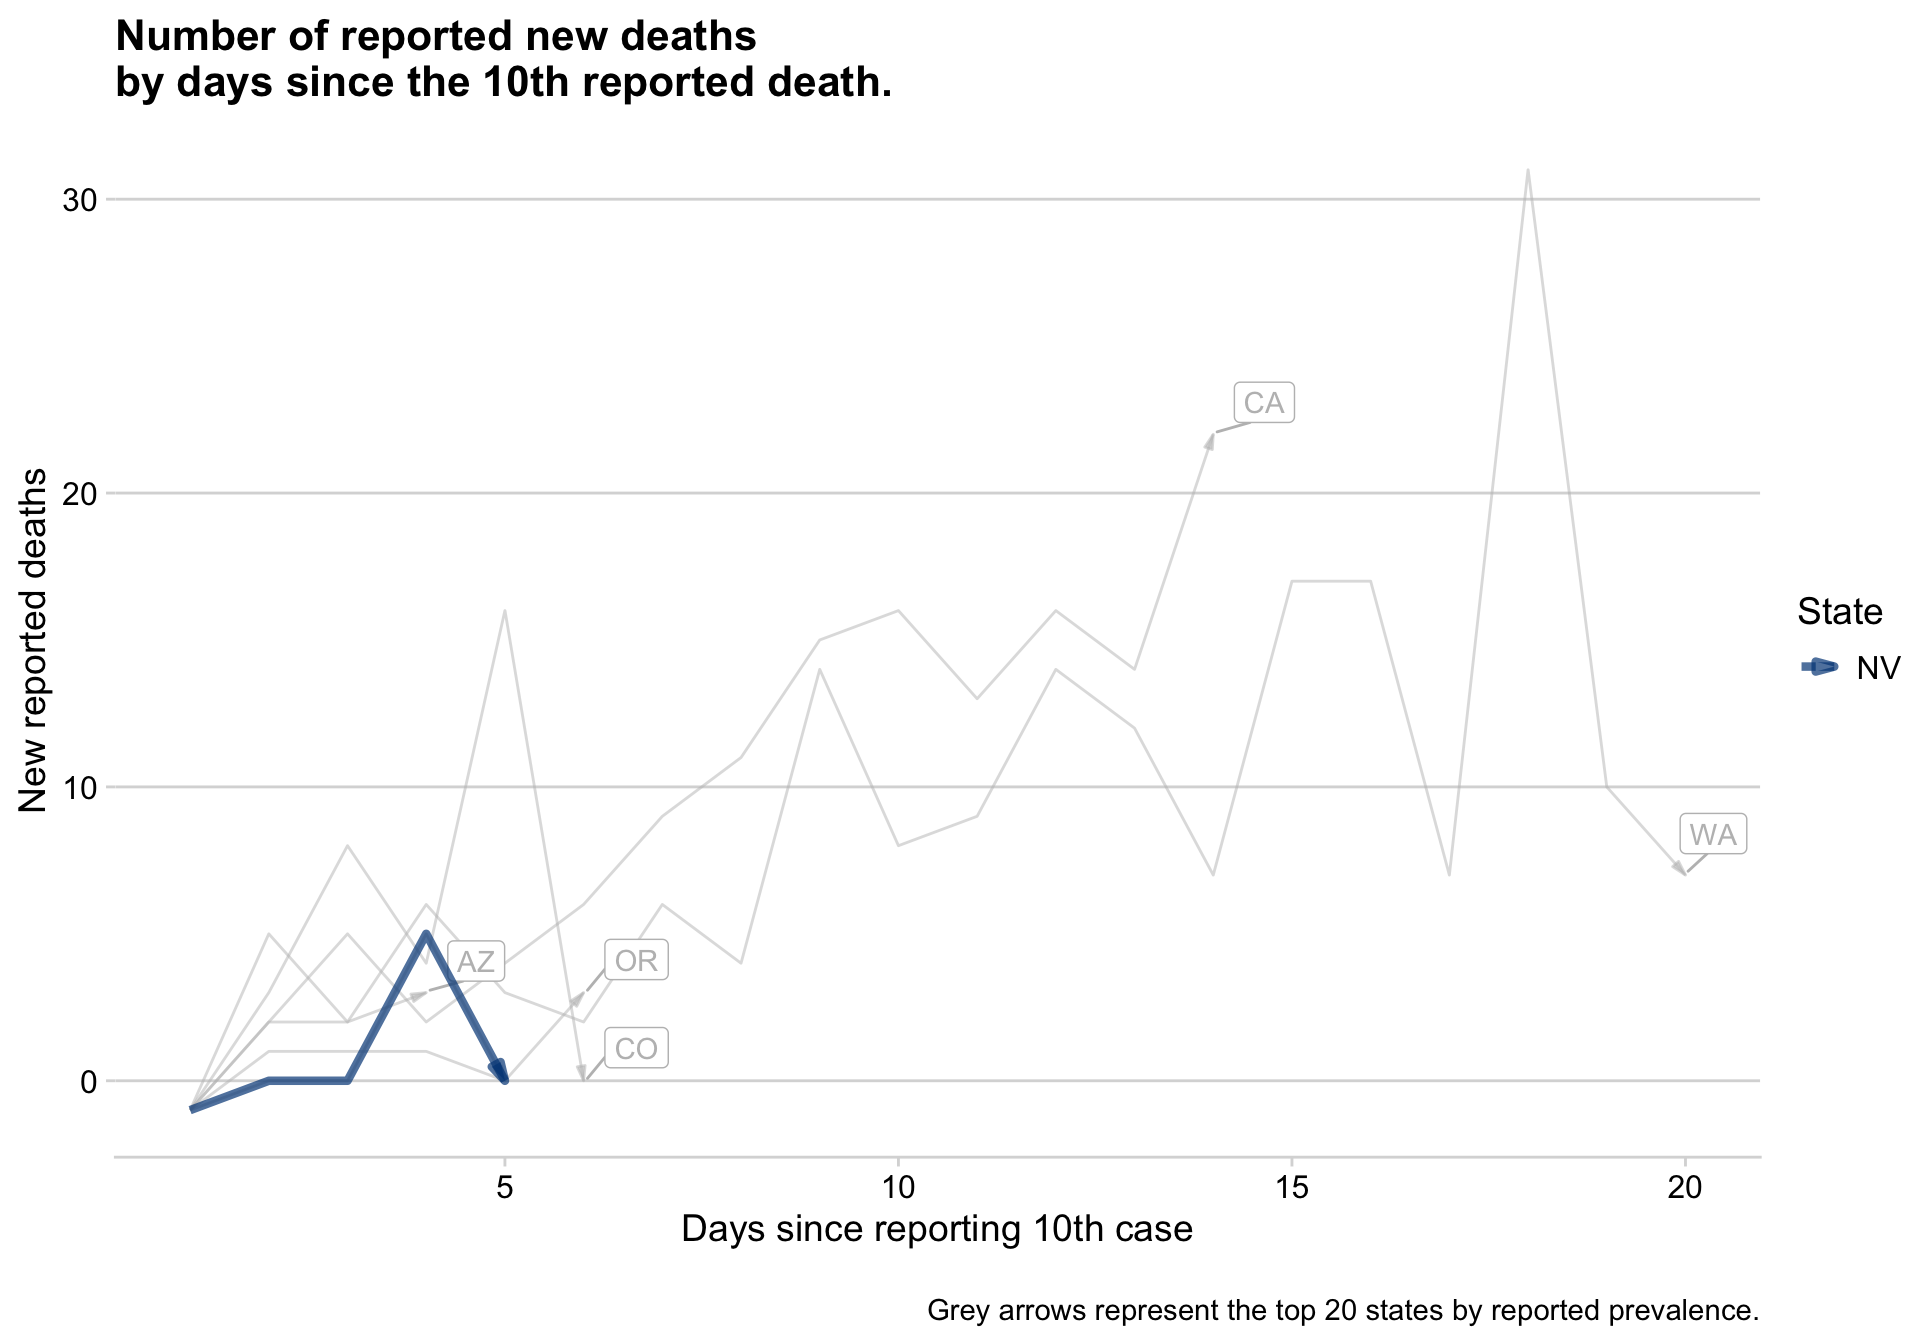 Number of reported new deaths
by days since the 10th reported death.
30
20
10
0
New reported deaths
CA
WA
AZ
OR
CO
State
NV
5
10
15
20
Days since reporting 10th case
Grey arrows represent the top 20 states by reported prevalence.